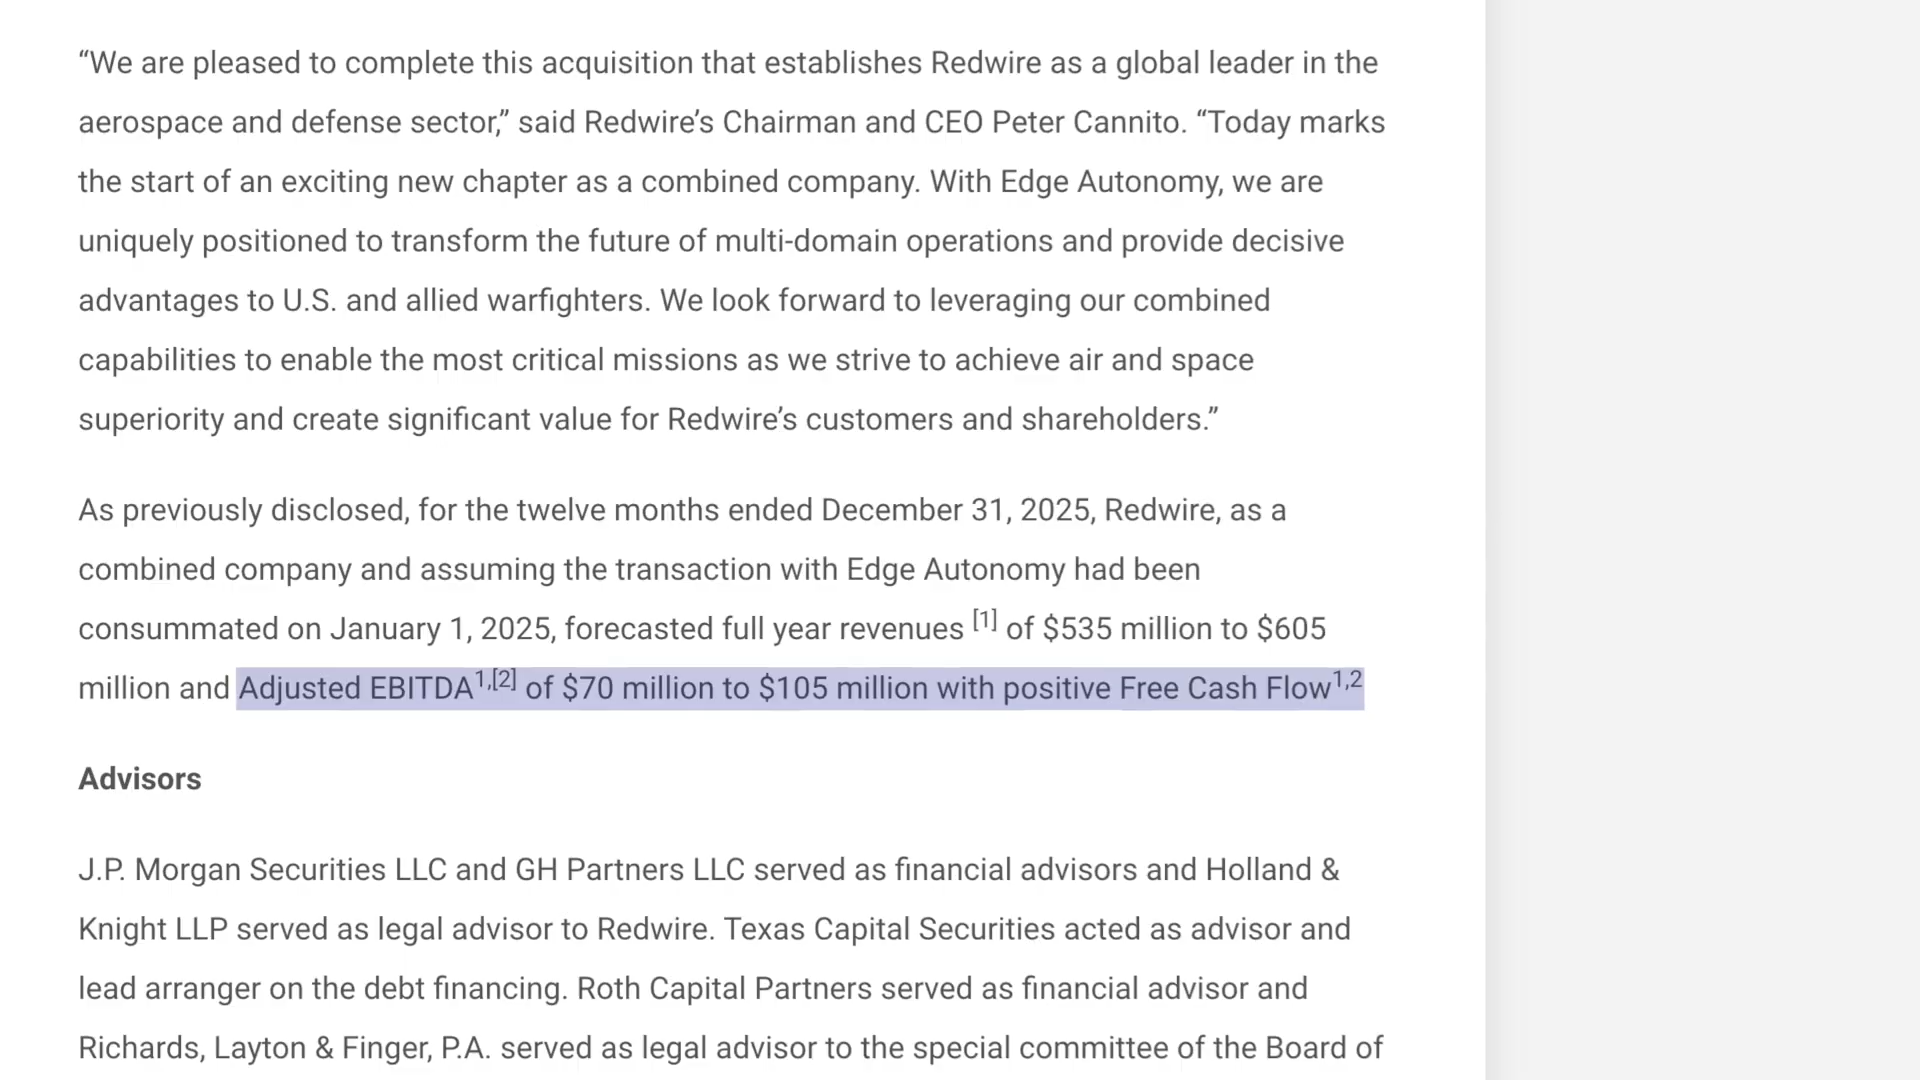 “We are pleased to complete this acquisition that establishes Redwire as a global leader in the
aerospace and defense sector,” said Redwire’s Chairman and CEO Peter Cannito. “Today marks
the start of an exciting new chapter as a combined company. With Edge Autonomy, we are
uniquely positioned to transform the future of multi-domain operations and provide decisive
advantages to U.S. and allied warfighters. We look forward to leveraging our combined
capabilities to enable the most critical missions as we strive to achieve air and space
superiority and create significant value for Redwire’s customers and shareholders.”
As previously disclosed, for the twelve months ended December 31, 2025, Redwire, as a
combined company and assuming the transaction with Edge Autonomy had been
consummated on January 1, 2025, forecasted full year revenues [1] of $535 million to $605
million and Adjusted EBITDA1,[2] of $70 million to $105 million with positive Free Cash Flow1,2
Advisors
J.P. Morgan Securities LLC and GH Partners LLC served as financial advisors and Holland &
Knight LLP served as legal advisor to Redwire. Texas Capital Securities acted as advisor and
lead arranger on the debt financing. Roth Capital Partners served as financial advisor and
Richards, Layton & Finger, P.A. served as legal advisor to the special committee of the Board of